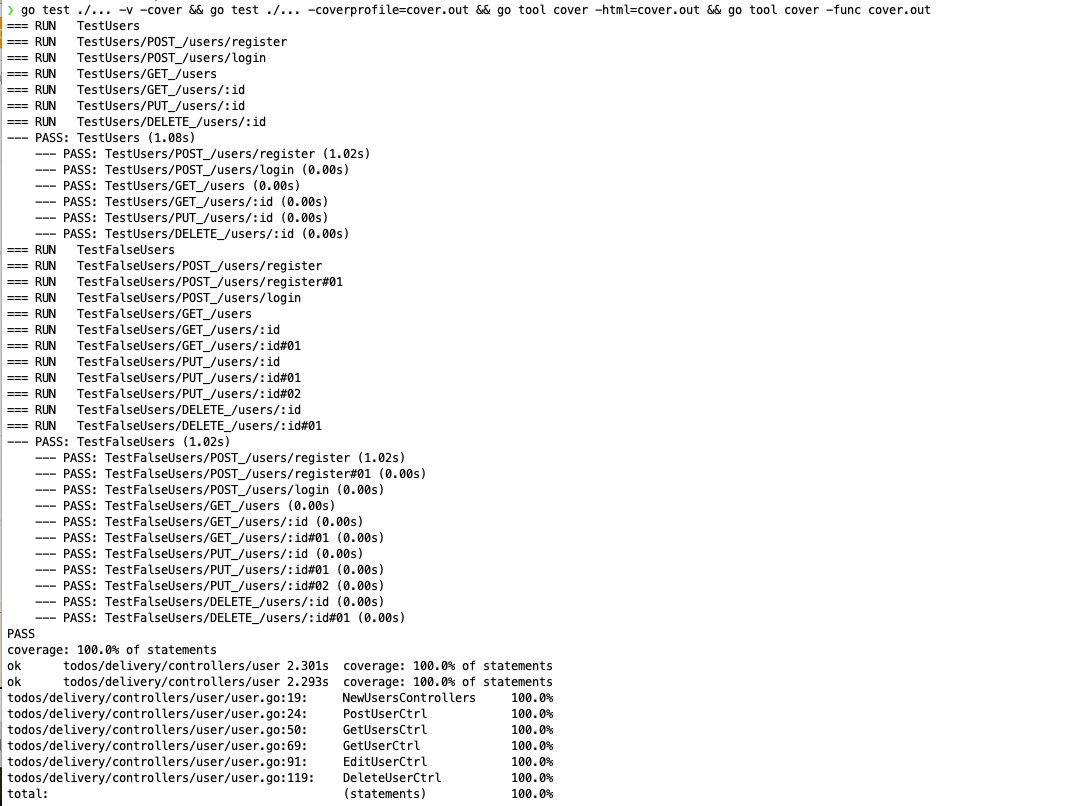 ❯ go test ./... -v -cover && go test ./... -coverprofile=cover.out && go tool cover -html=cover.out && go tool cover -func cover.out
=== RUN   TestUsers
=== RUN   TestUsers/POST_/users/register
=== RUN   TestUsers/POST_/users/login
=== RUN   TestUsers/GET_/users
=== RUN   TestUsers/GET_/users/:id
=== RUN   TestUsers/PUT_/users/:id
=== RUN   TestUsers/DELETE_/users/:id
--- PASS: TestUsers (1.08s)
    --- PASS: TestUsers/POST_/users/register (1.02s)
    --- PASS: TestUsers/POST_/users/login (0.00s)
    --- PASS: TestUsers/GET_/users (0.00s)
    --- PASS: TestUsers/GET_/users/:id (0.00s)
    --- PASS: TestUsers/PUT_/users/:id (0.00s)
    --- PASS: TestUsers/DELETE_/users/:id (0.00s)
=== RUN   TestFalseUsers
=== RUN   TestFalseUsers/POST_/users/register
=== RUN   TestFalseUsers/POST_/users/register#01
=== RUN   TestFalseUsers/POST_/users/login
=== RUN   TestFalseUsers/GET_/users
=== RUN   TestFalseUsers/GET_/users/:id
=== RUN   TestFalseUsers/GET_/users/:id#01
=== RUN   TestFalseUsers/PUT_/users/:id
=== RUN   TestFalseUsers/PUT_/users/:id#01
=== RUN   TestFalseUsers/PUT_/users/:id#02
=== RUN   TestFalseUsers/DELETE_/users/:id
=== RUN   TestFalseUsers/DELETE_/users/:id#01
--- PASS: TestFalseUsers (1.02s)
    --- PASS: TestFalseUsers/POST_/users/register (1.02s)
    --- PASS: TestFalseUsers/POST_/users/register#01 (0.00s)
    --- PASS: TestFalseUsers/POST_/users/login (0.00s)
    --- PASS: TestFalseUsers/GET_/users (0.00s)
    --- PASS: TestFalseUsers/GET_/users/:id (0.00s)
    --- PASS: TestFalseUsers/GET_/users/:id#01 (0.00s)
    --- PASS: TestFalseUsers/PUT_/users/:id (0.00s)
    --- PASS: TestFalseUsers/PUT_/users/:id#01 (0.00s)
    --- PASS: TestFalseUsers/PUT_/users/:id#02 (0.00s)
    --- PASS: TestFalseUsers/DELETE_/users/:id (0.00s)
    --- PASS: TestFalseUsers/DELETE_/users/:id#01 (0.00s)
PASS
coverage: 100.0% of statements
ok      todos/delivery/controllers/user 2.301s  coverage: 100.0% of statements
ok      todos/delivery/controllers/user 2.293s  coverage: 100.0% of statements
todos/delivery/controllers/user/user.go:19:     NewUsersControllers     100.0%
todos/delivery/controllers/user/user.go:24:     PostUserCtrl            100.0%
todos/delivery/controllers/user/user.go:50:     GetUsersCtrl            100.0%
todos/delivery/controllers/user/user.go:69:     GetUserCtrl             100.0%
todos/delivery/controllers/user/user.go:91:     EditUserCtrl            100.0%
todos/delivery/controllers/user/user.go:119:    DeleteUserCtrl          100.0%
total:                                          (statements)            100.0%